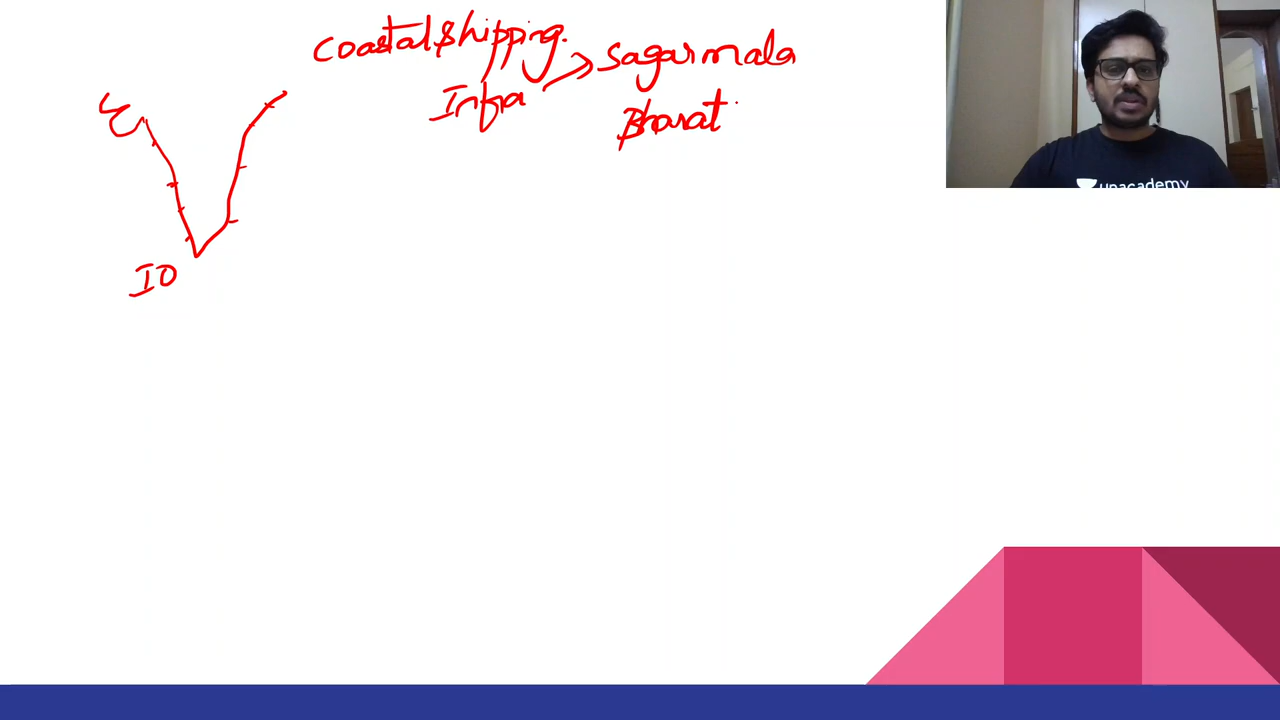 coastal shipping.
Infra → sagarmala
Bharat
IO
unacademy